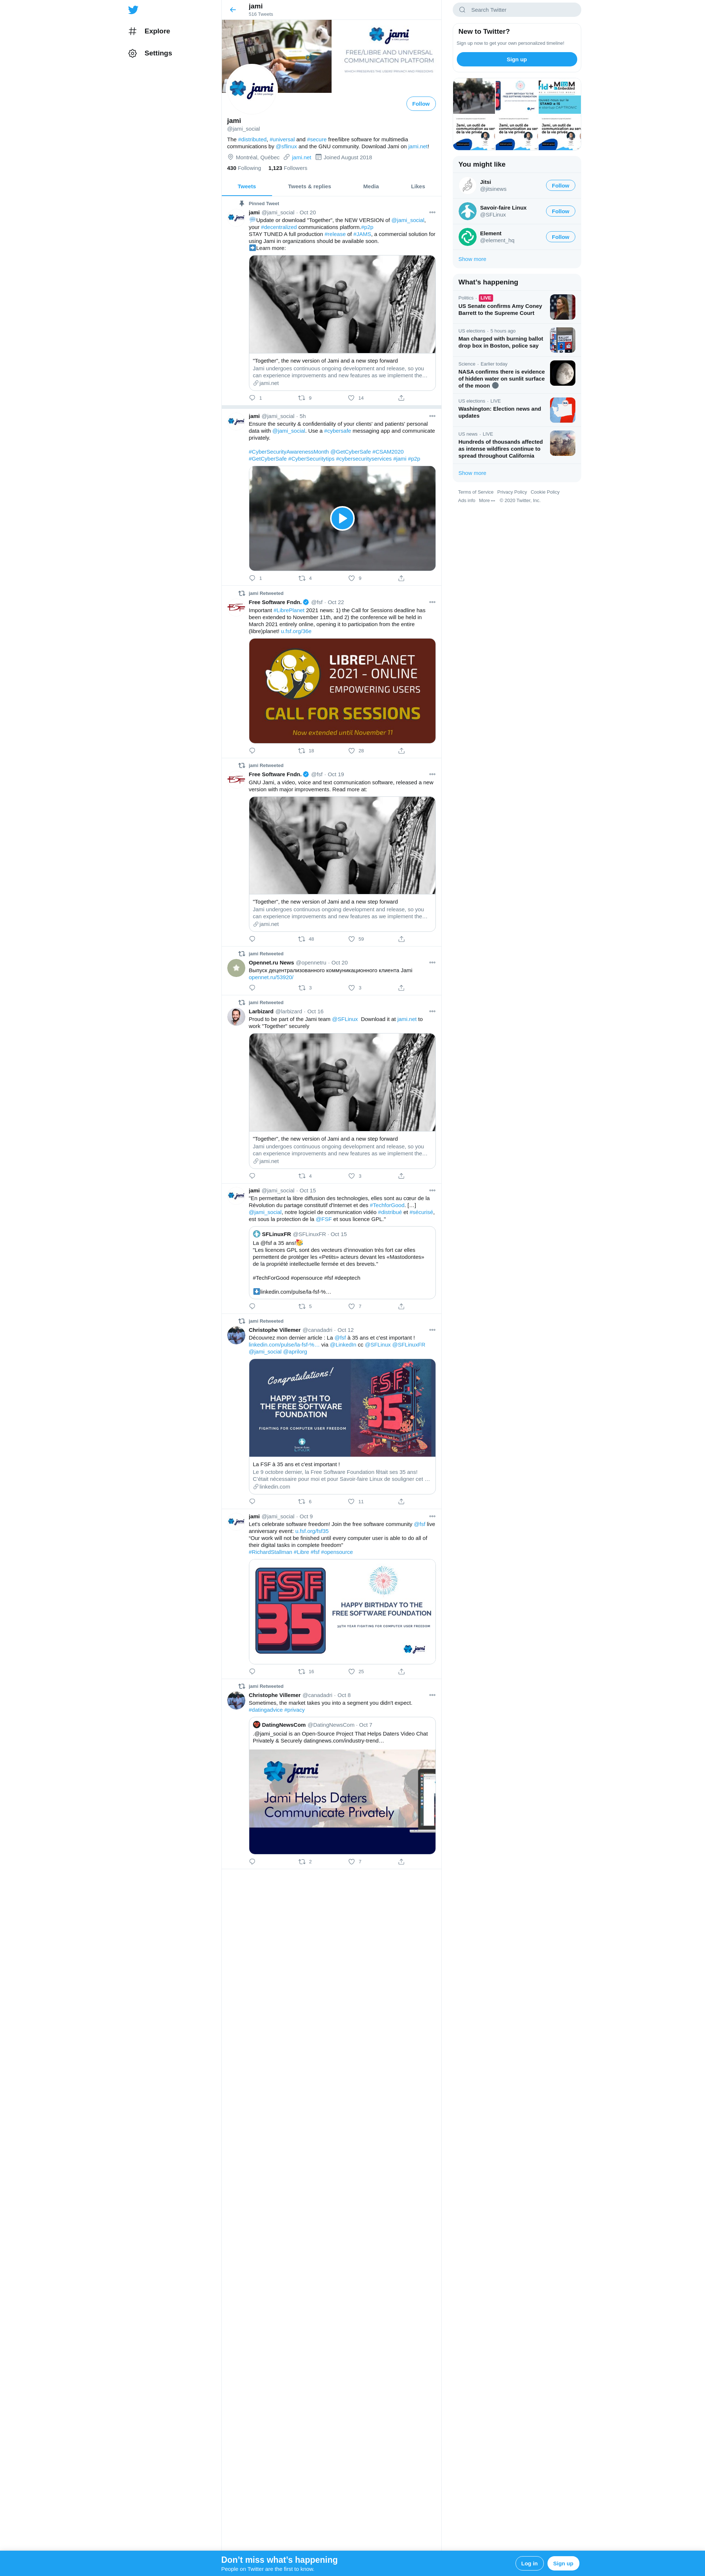 Explore
Settings
jami
516 Tweets
jami
FREE/LIBRE AND UNIVERSAL
COMMUNICATION PLATFORM
jami
Follow
jami
@jami_social
The #distributed, #universal and #secure free/libre software for multimedia
communications by @sflinux and the GNU community. Download Jami on jami.net!
Montréal, Québec jami.net Joined August 2018
430 Following 1,123 Followers
Tweets Tweets & replies Media Likes
Pinned Tweet
jami @jami_social · Oct 20
Update or download "Together", the NEW VERSION of @jami_social,
your #decentralized communications platform.#p2p
STAY TUNED A full production #release of #JAMS, a commercial solution for
using Jami in organizations should be available soon.
Learn more:
"Together", the new version of Jami and a new step forward
Jami undergoes continuous ongoing development and release, so you
can experience improvements and new features as we implement the…
jami.net
1 9 14
jami @jami_social · 5h
Ensure the security & confidentiality of your clients' and patients' personal
data with @jami_social. Use a #cybersafe messaging app and communicate
privately.
#CyberSecurityAwarenessMonth @GetCyberSafe #CSAM2020
#GetCyberSafe #CyberSecuritytips #cybersecurityservices #jami #p2p
1 4 8
jami Retweeted
Free Software Fndn. @fsf · Oct 22
Important #LibrePlanet 2021 news: 1) the Call for Sessions deadline has
been extended to November 11th, and 2) the conference will be held in
March 2021 entirely online, opening it to participation from the entire
(libre)planet! u.fsf.org/36e
LIBREPLANET
2021 - ONLINE
EMPOWERING USERS
CALL FOR SESSIONS
Now extended until November 11
18 28
jami Retweeted
Free Software Fndn. @fsf · Oct 19
GNU Jami, a video, voice and text communication software, released a new
version with major improvements. Read more at:
"Together", the new version of Jami and a new step forward
Jami undergoes continuous ongoing development and release, so you
can experience improvements and new features as we implement the…
jami.net
48 59
jami Retweeted
Opennet.ru News @opennetru · Oct 20
Выпуск децентрализованного коммуникационного клиента Jami
opennet.ru/53920/
3 3
jami Retweeted
Larbizard @larbizard · Oct 16
Proud to be part of the Jami team @SFLinux Download it at jami.net to
work "Together" securely
"Together", the new version of Jami and a new step forward
Jami undergoes continuous ongoing development and release, so you
can experience improvements and new features as we implement the…
jami.net
4 3
jami @jami_social · Oct 15
"En permettant la libre diffusion des technologies, elles sont au cœur de la
Révolution du partage constitutif d'Internet et des #TechforGood. […]
@jami_social, notre logiciel de communication vidéo #distribué et #sécurisé,
est sous la protection de la @FSF et sous licence GPL."
SFLinuxFR @SFLinuxFR · Oct 15
La @fsf a 35 ans!
"Les licences GPL sont des vecteurs d'innovation très fort car elles
permettent de protéger les «Petits» acteurs devant les «Mastodontes»
de la propriété intellectuelle fermée et des brevets."
#TechForGood #opensource #fsf #deeptech
linkedin.com/pulse/la-fsf-%…
5 7
jami Retweeted
Christophe Villemer @canadadri · Oct 12
Découvrez mon dernier article : La @fsf à 35 ans et c'est important !
linkedin.com/pulse/la-fsf-%… via @LinkedIn cc @SFLinux @SFLinuxFR
@jami_social @aprilorg
Congratulations!
HAPPY 35TH TO
THE FREE SOFTWARE
FOUNDATION
FIGHTING FOR COMPUTER USER FREEDOM
35
La FSF à 35 ans et c'est important !
Le 9 octobre dernier, la Free Software Foundation fêtait ses 35 ans!
C'était nécessaire pour moi et pour Savoir-faire Linux de souligner cet …
linkedin.com
6 11
jami @jami_social · Oct 9
Let's celebrate software freedom! Join the free software community @fsf live
anniversary event: u.fsf.org/fsf35
"Our work will not be finished until every computer user is able to do all of
their digital tasks in complete freedom"
#RichardStallman #Libre #fsf #opensource
FSF
35
HAPPY BIRTHDAY TO THE
FREE SOFTWARE FOUNDATION
35TH YEAR FIGHTING FOR COMPUTER USER FREEDOM
jami
16 25
jami Retweeted
Christophe Villemer @canadadri · Oct 8
Sometimes, the market takes you into a segment you didn't expect.
#datingadvice #privacy
DatingNewsCom @DatingNewsCom · Oct 7
.@jami_social is an Open-Source Project That Helps Daters Video Chat
Privately & Securely datingnews.com/industry-trend…
jami
Jami Helps Daters
Communicate Privately
2 7
Search Twitter
New to Twitter?
Sign up now to get your own personalized timeline!
Sign up
You might like
Jitsi
@jitsinews
Follow
Savoir-faire Linux
@SFLinux
Follow
Element
@element_hq
Follow
Show more
What's happening
Politics · LIVE
US Senate confirms Amy Coney
Barrett to the Supreme Court
US elections · 5 hours ago
Man charged with burning ballot
drop box in Boston, police say
Science · Earlier today
NASA confirms there is evidence
of hidden water on sunlit surface
of the moon
US elections · LIVE
Washington: Election news and
updates
US news · LIVE
Hundreds of thousands affected
as intense wildfires continue to
spread throughout California
Show more
Terms of Service Privacy Policy Cookie Policy
Ads info More © 2020 Twitter, Inc.
Don't miss what's happening
People on Twitter are the first to know.
Log in
Sign up